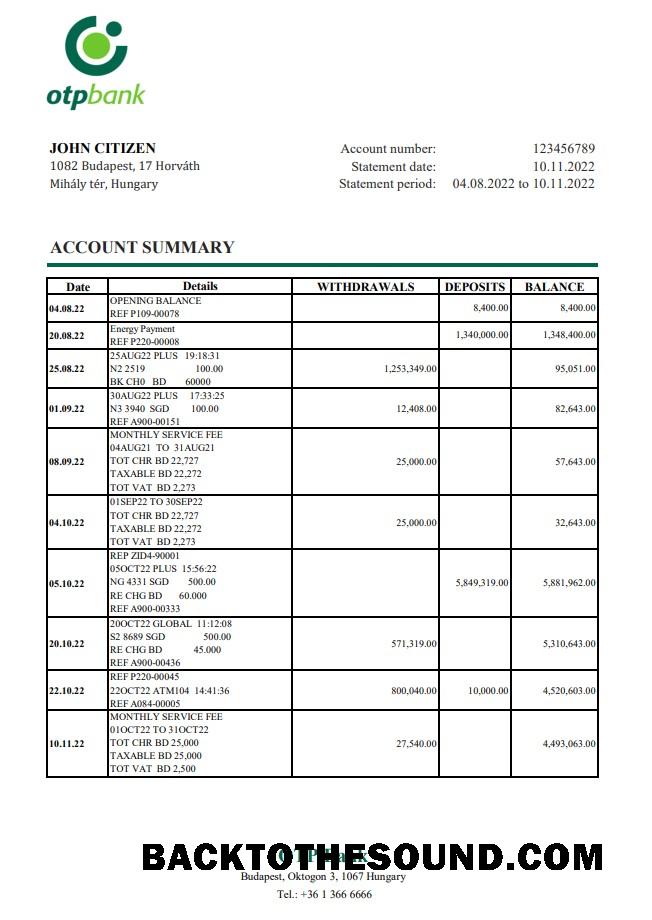 otpbank
JOHN CITIZEN
1082 Budapest, 17 Horváth
Mihály tér, Hungary
Account number: 123456789
Statement date: 10.11.2022
Statement period: 04.08.2022 to 10.11.2022
ACCOUNT SUMMARY
Date Details WITHDRAWALS DEPOSITS BALANCE
OPENING BALANCE
04.08.22 8,400.00 8,400.00
REF P109-00078
Energy Payment
20.08.22 1,340,000.00 1,348,400.00
REF P220-00008
25AUG22 PLUS 19:18:31
25.08.22 N2 2519 100.00 1,253,349.00 95,051.00
BK CH0 BD 60000
30AUG22 PLUS 17:33:25
01.09.22 N3 3940 SGD 100.00 12,408.00 82,643.00
REF A900-00151
MONTHLY SERVICE FEE
04AUG21 TO 31AUG21
08.09.22 TOT CHR BD 22,727 25,000.00 57,643.00
TAXABLE BD 22,272
TOT VAT BD 2,273
01SEP22 TO 30SEP22
TOT CHR BD 22,727
04.10.22 25,000.00 32,643.00
TAXABLE BD 22,272
TOT VAT BD 2,273
REP ZID4-90001
05OCT22 PLUS 15:56:22
05.10.22 NG 4331 SGD 500.00 5,849,319.00 5,881,962.00
RE CHG BD 60.000
REF A900-00333
20OCT22 GLOBAL 11:12:08
S2 8689 SGD 500.00
20.10.22 571,319.00 5,310,643.00
RE CHG BD 45.000
REF A900-00436
REF P220-00045
22.10.22 22OCT22 ATM104 14:41:36 800,040.00 10,000.00 4,520,603.00
REF A084-00005
MONTHLY SERVICE FEE
01OCT22 TO 31OCT22
10.11.22 TOT CHR BD 25,000 27,540.00 4,493,063.00
TAXABLE BD 25,000
TOT VAT BD 2,500
OTP Bank
BACKTOTHESOUND.COM
Budapest, Oktogon 3, 1067 Hungary
Tel.: +36 1 366 6666